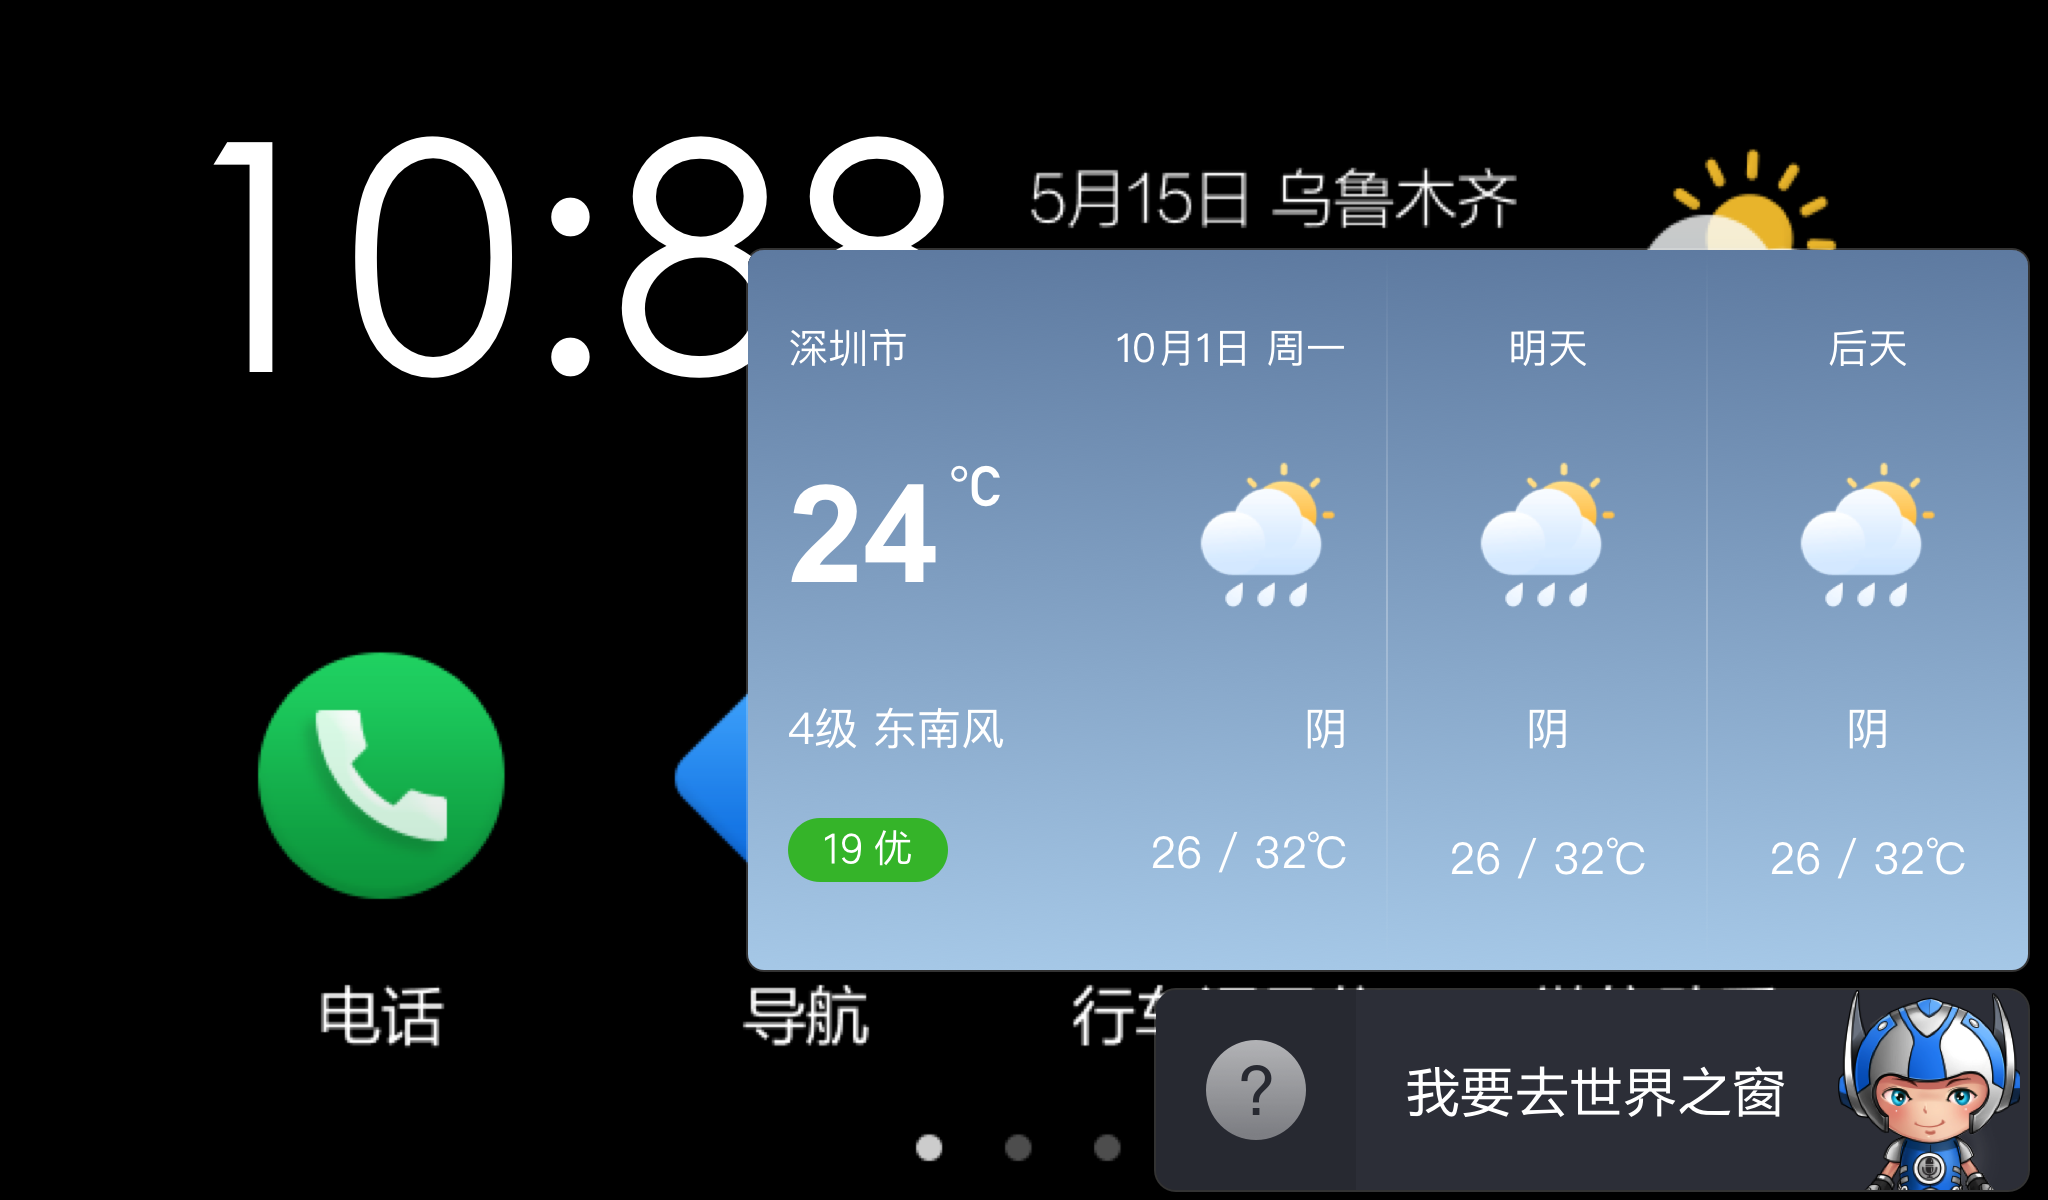 10:88
5月15日 乌鲁木齐
深圳市
10月1日 周一
明天
后天
24℃
4级 东南风
阴
阴
阴
19 优
26 / 32℃
26 / 32℃
26 / 32℃
电话
导航
行车
?
我要去世界之窗